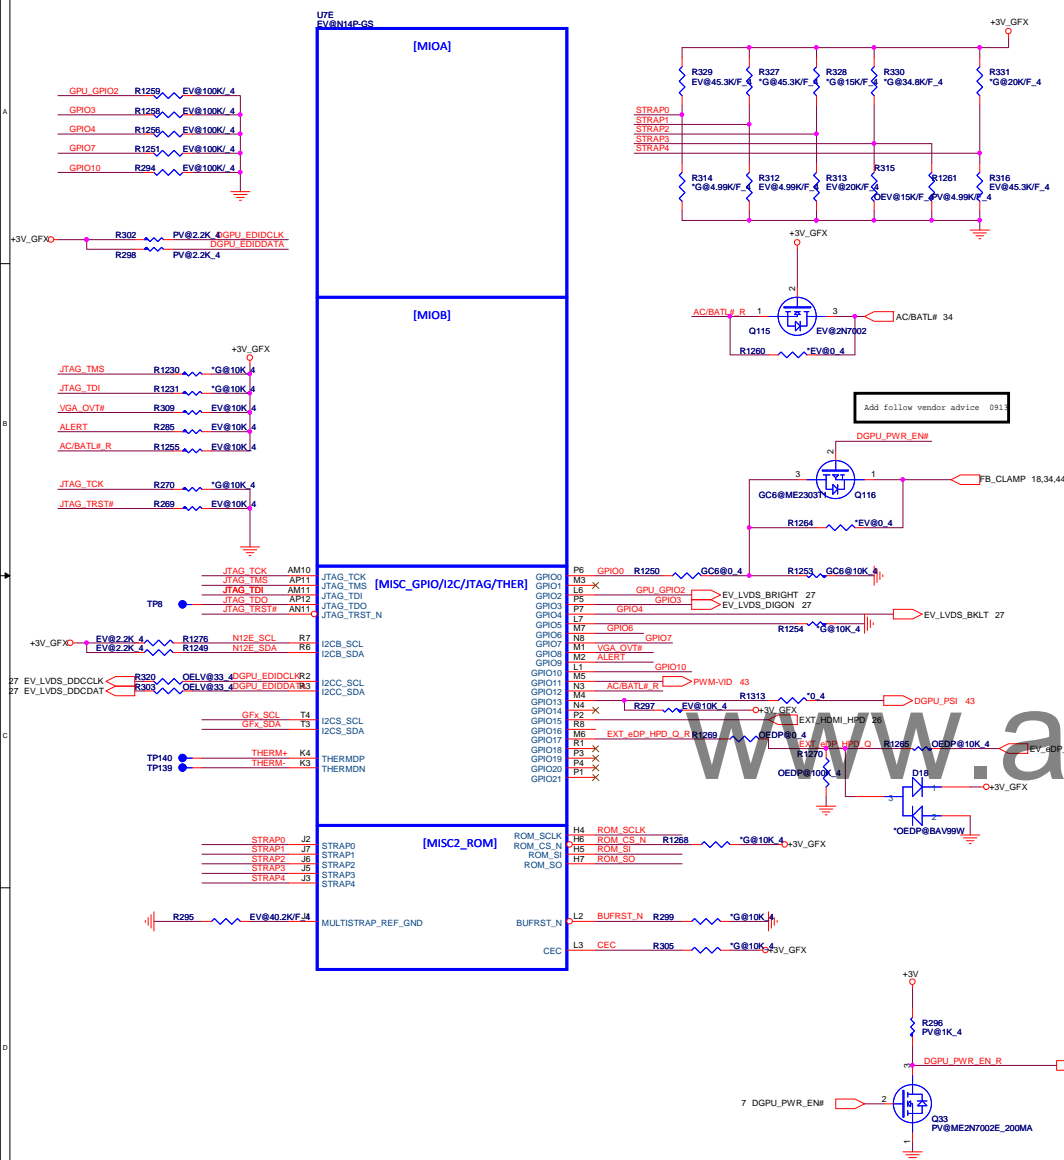 U7E
EV@N14P-GS
[MIOA]
+3V_GFX
R329
EV@45.3K/F_4
R327
*G@45.3K/F_4
R328
*G@15K/F_4
R330
*G@34.8K/F_4
R331
*G@20K/F_4
GPU_GPIO2 R1259 EV@100K/_4
GPIO3 R1258 EV@100K/_4
GPIO4 R1256 EV@100K/_4
GPIO7 R1251 EV@100K/_4
GPIO10 R294 EV@100K/_4
A
STRAP0
STRAP1
STRAP2
STRAP3
STRAP4
R314
*G@4.99K/F_4
R312
EV@4.99K/F_4
R313
EV@20K/F_4
R315
OEV@15K/F_4
R1261
PV@4.99K/F_4
R316
EV@45.3K/F_4
+3V_GFX R302 PV@2.2K_4 DGPU_EDIDCLK
DGPU_EDIDDATA
R298 PV@2.2K_4
+3V_GFX
2
AC/BATL#_R 1 3 AC/BATL# 34
Q115 EV@2N7002
R1260 *EV@0_4
[MIOB]
+3V_GFX
JTAG_TMS R1230 *G@10K_4
JTAG_TDI R1231 *G@10K_4
VGA_OVT# R309 EV@10K_4
ALERT R285 EV@10K_4
AC/BATL#_R R1255 EV@10K_4
JTAG_TCK R270 *G@10K_4
JTAG_TRST# R269 EV@10K_4
B
Add follow vendor advice 0913
DGPU_PWR_EN#
2
3 1 FB_CLAMP 18,34,44
GC6@ME2303T1 Q116
R1264 *EV@0_4
[MISC_GPIO/I2C/JTAG/THER]
JTAG_TCK AM10 JTAG_TCK
JTAG_TMS AP11 JTAG_TMS
JTAG_TDI AM11 JTAG_TDI
TP8 JTAG_TDO AP12 JTAG_TDO
JTAG_TRST# AN11 JTAG_TRST_N
+3V_GFX EV@2.2K_4 R1276 N12E_SCL R7 I2CB_SCL
EV@2.2K_4 R1249 N12E_SDA R6 I2CB_SDA
27 EV_LVDS_DDCCLK R320 OELV@33_4 DGPU_EDIDCLK R2 I2CC_SCL
27 EV_LVDS_DDCDAT R303 OELV@33_4 DGPU_EDIDDATA R3 I2CC_SDA
GFx_SCL T4 I2CS_SCL
GFx_SDA T3 I2CS_SDA
TP140 THERM+ K4 THERMDP
TP139 THERM- K3 THERMDN
C
GPIO0 P6 GPIO0 R1250 GC6@0_4 R1253 GC6@10K_4
GPIO1 M3
GPIO2 L6 GPU_GPIO2 EV_LVDS_BRIGHT 27
GPIO3 P5 GPIO3 EV_LVDS_DIGON 27
GPIO4 P7 GPIO4 EV_LVDS_BKLT 27
GPIO5 L7 R1254 *G@10K_4
GPIO6 M7 GPIO6
GPIO7 N8 GPIO7
GPIO8 M1 VGA_OVT#
GPIO9 M2 ALERT
GPIO10 L1 GPIO10
GPIO11 M5 PWM-VID 43
GPIO12 N3 AC/BATL#_R
GPIO13 M4 R1313 *0_4 DGPU_PSI 43
GPIO14 N4 R297 EV@10K_4 +3V_GFX
GPIO15 P2 EXT_HDMI_HPD 26
GPIO16 R8
GPIO17 M6 EXT_eDP_HPD_Q_R R1269 OEDP@0_4 EXT_eDP_HPD_Q R1265 OEDP@10K_4
GPIO18 R1
GPIO19 P3
GPIO20 P4
GPIO21 P1
R1270
OEDP@100K_4
D18
3 1 +3V_GFX
2
*OEDP@BAV99W
www.a
[MISC2_ROM]
STRAP0 J2 STRAP0
STRAP1 J7 STRAP1
STRAP2 J6 STRAP2
STRAP3 J5 STRAP3
STRAP4 J3 STRAP4
R295 EV@40.2K/F_4 MULTISTRAP_REF_GND
ROM_SCLK H4 ROM_SCLK
ROM_CS_N H6 ROM_CS_N R1268 *G@10K_4 +3V_GFX
ROM_SI H5 ROM_SI
ROM_SO H7 ROM_SO
BUFRST_N L2 BUFRST_N R299 *G@10K_4
CEC L3 CEC R305 *G@10K_4 +3V_GFX
D
+3V
R296
PV@1K_4
3 DGPU_PWR_EN_R
7 DGPU_PWR_EN# 2
Q33
PV@ME2N7002E_200MA
1